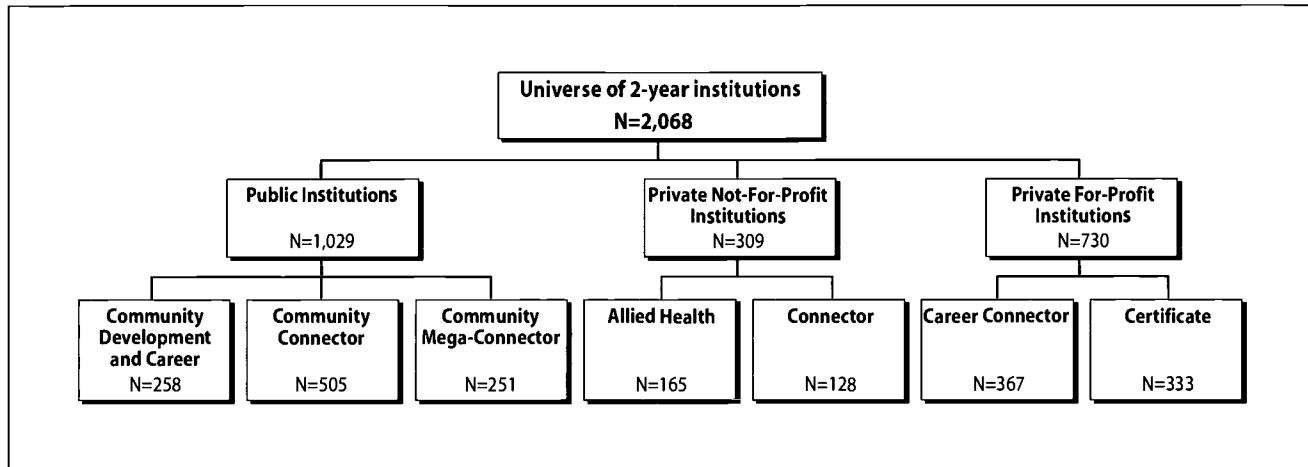 Universe of 2-year institutions
N=2,068
Public Institutions
N=1,029
Private Not-For-Profit
Institutions
N=309
Private For-Profit
Institutions
N=730
Community
Development
and Career
N=258
Community
Connector
N=505
Community
Mega-Connector
N=251
Allied Health
N=165
Connector
N=128
Career Connector
N=367
Certificate
N=333